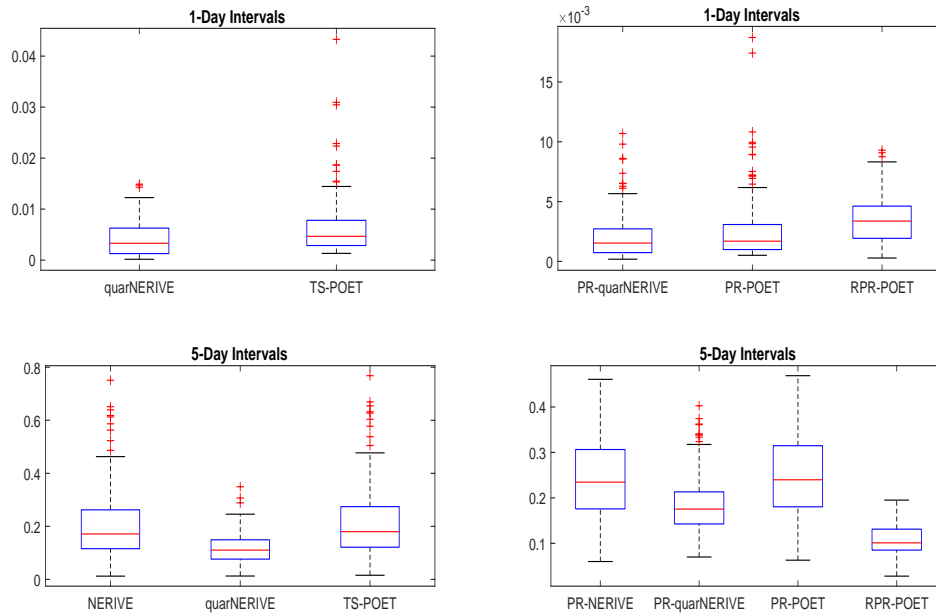 1-Day Intervals
0.04
0.03
0.02
0.01
0
quarNERIVE TS-POET
×10⁻³ 1-Day Intervals
15
10
5
0
PR-quarNERIVE PR-POET RPR-POET
5-Day Intervals
0.8
0.6
0.4
0.2
0
NERIVE quarNERIVE TS-POET
5-Day Intervals
0.4
0.3
0.2
0.1
PR-NERIVE PR-quarNERIVE PR-POET RPR-POET